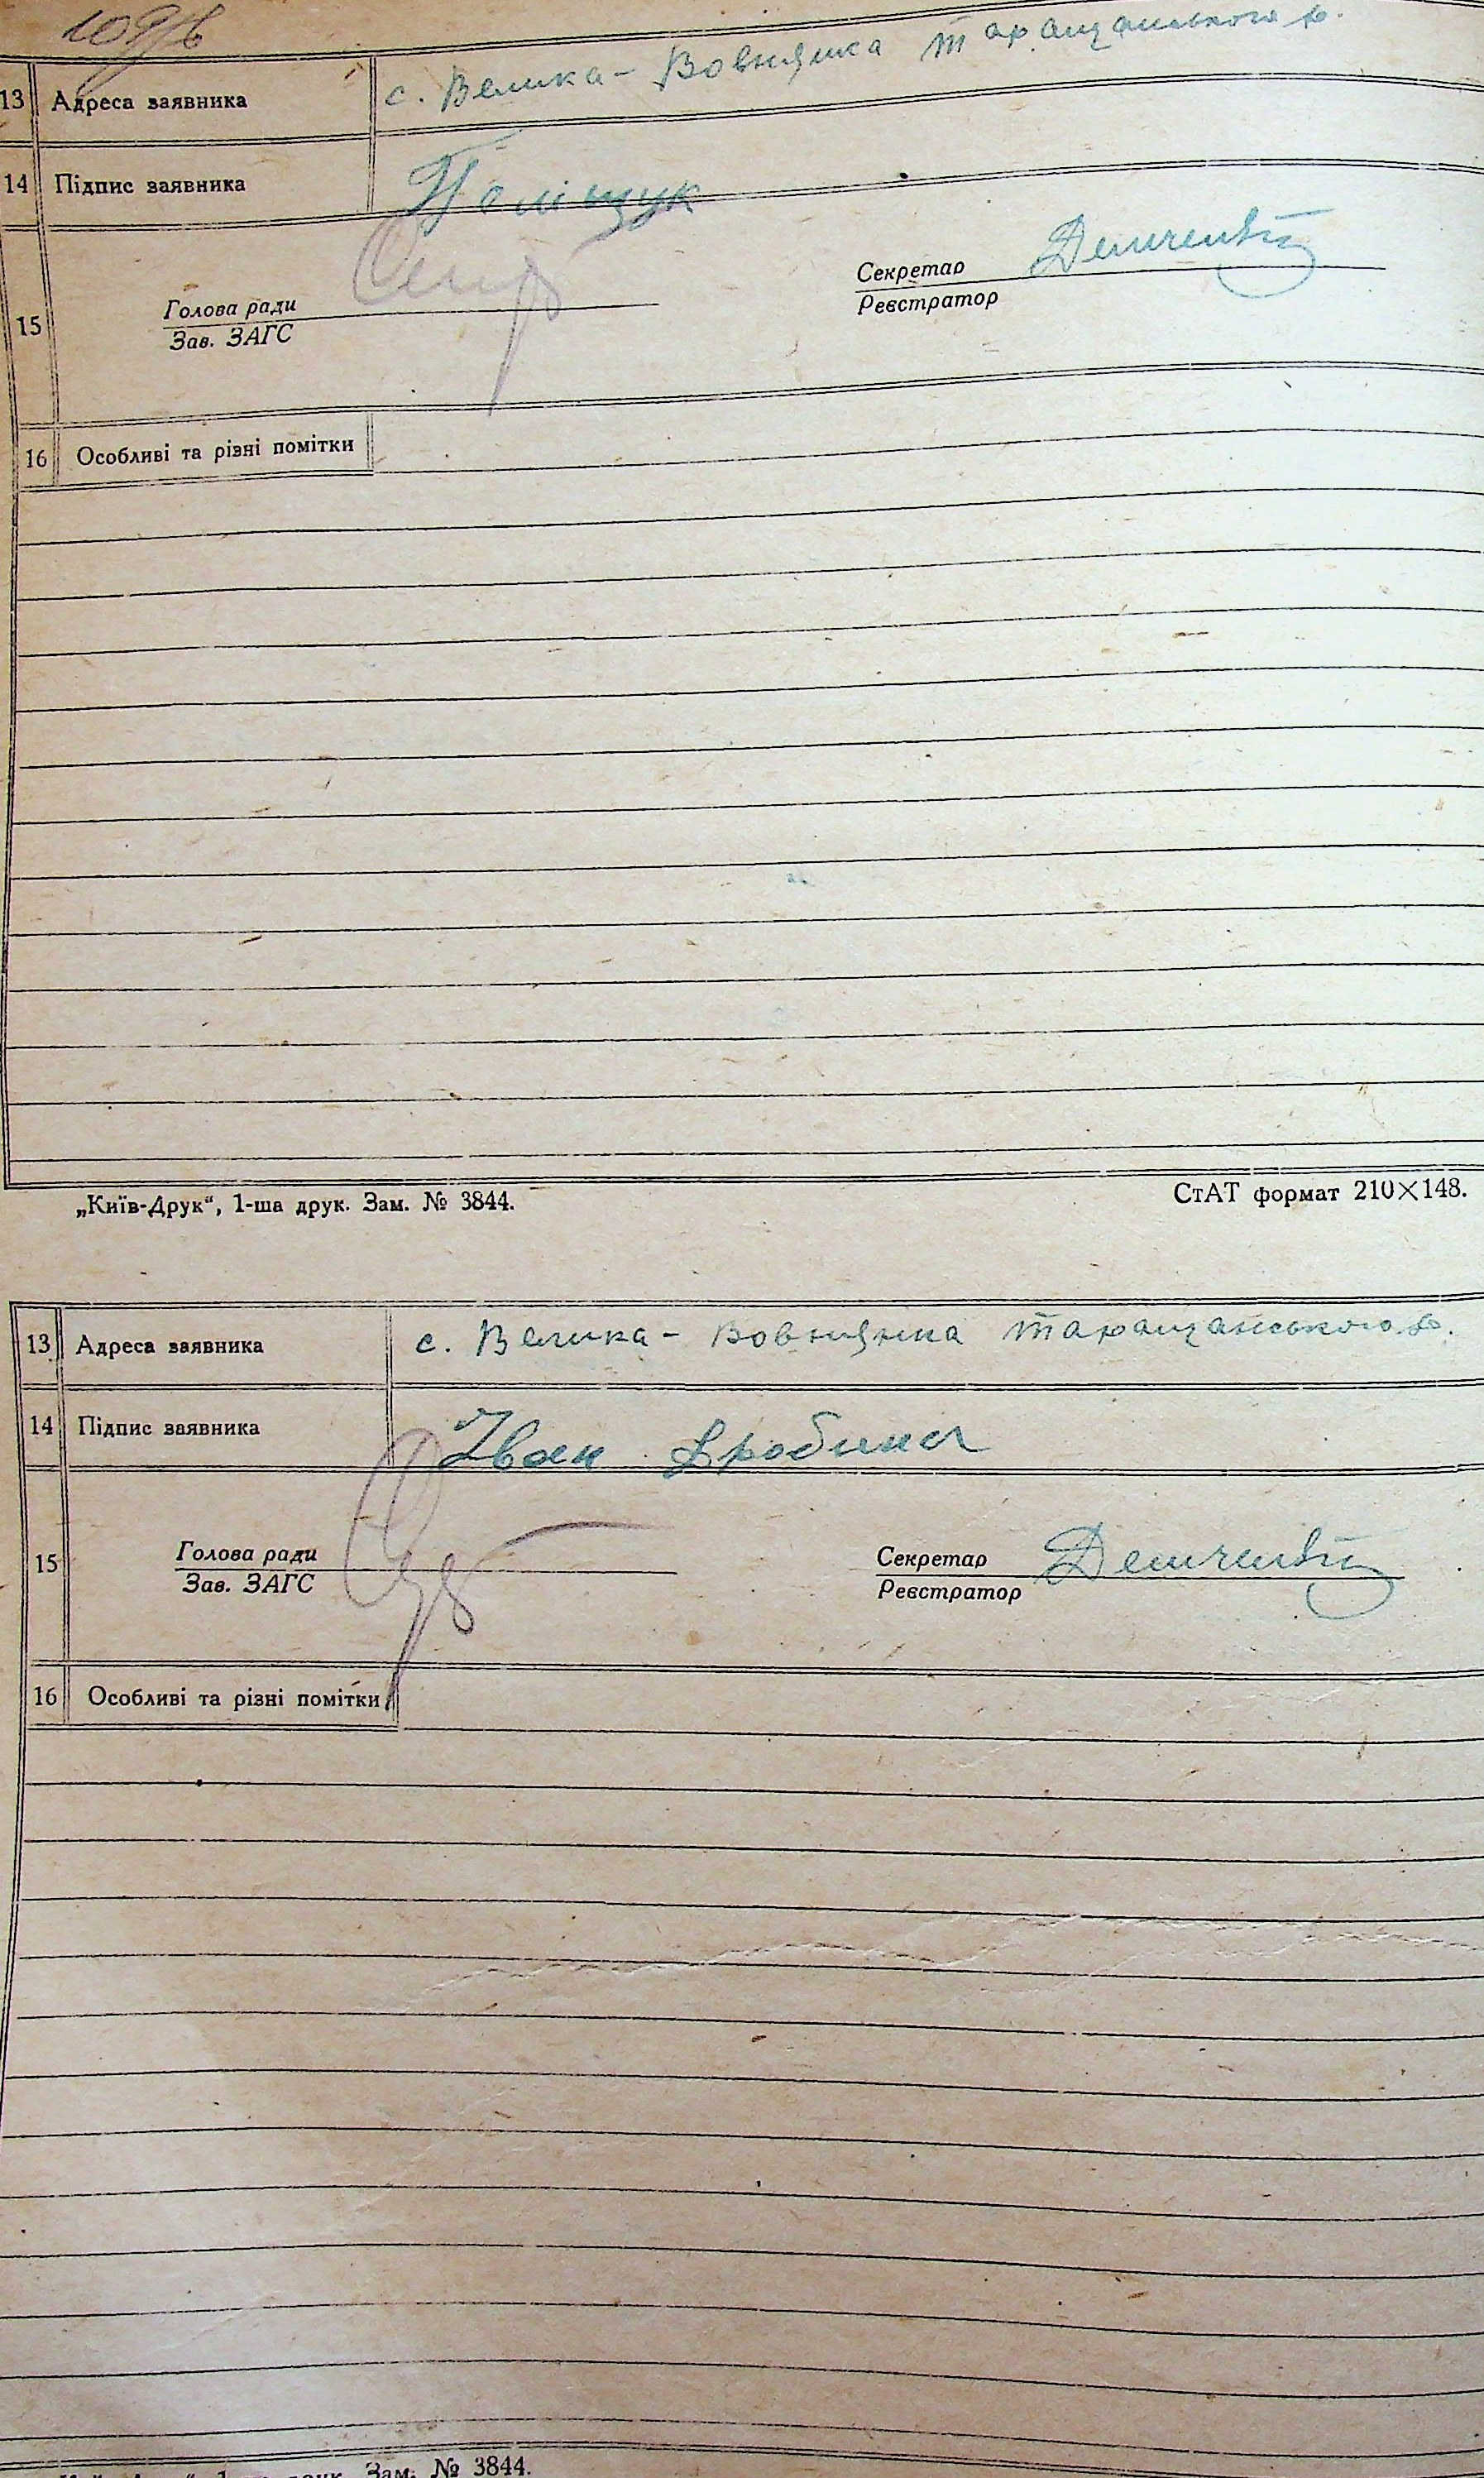 13 Адреса заявника с. Велика-Вовнянка Таращанського р.
14 Підпис заявника Поліщук
15 Голова ради Секретар Демченко
Зав. ЗАГС Реєстратор
16 Особливі та різні помітки
„Київ-Друк“, 1-ша друк. Зам. № 3844. СтАТ формат 210×148.
13 Адреса заявника с. Велика-Вовнянка Таращанського р.
14 Підпис заявника Іван
15 Голова ради Секретар Демченко
Зав. ЗАГС Реєстратор
16 Особливі та різні помітки
друк. Зам. № 3844.